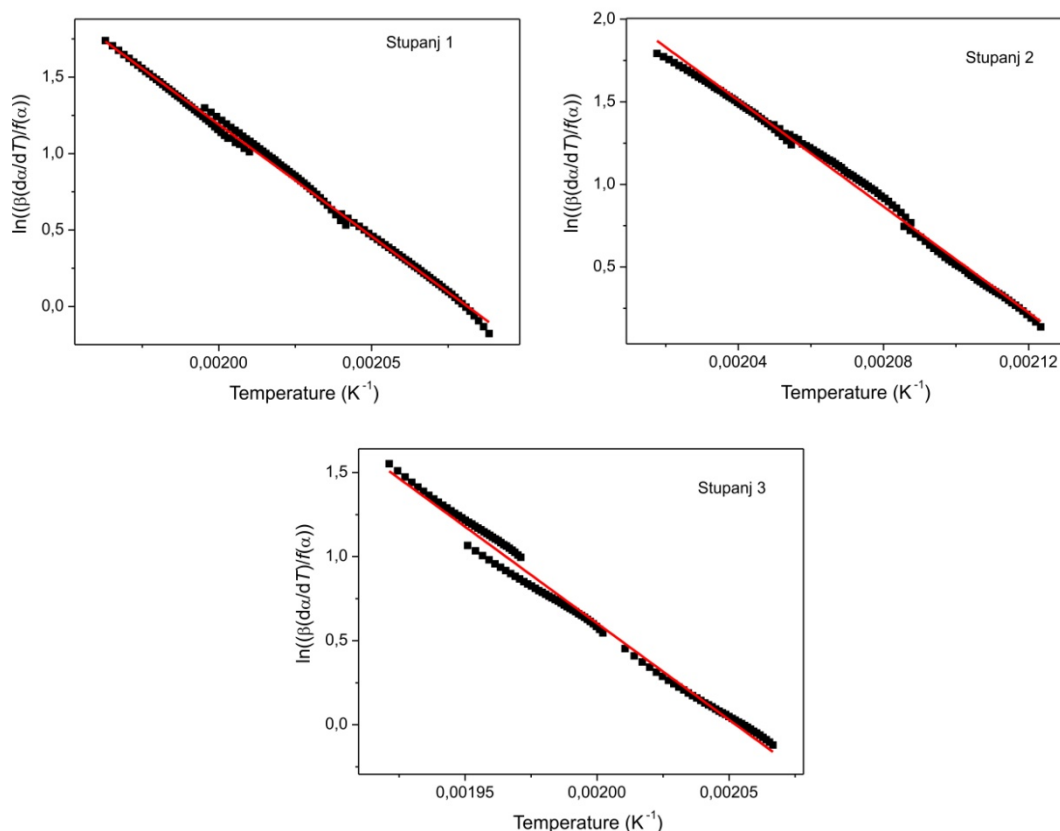 Stupanj 1
1,5
1,0
0,5
0,0
ln((β(dα/dT)/f(α))
0,00200
0,00205
Temperature (K⁻¹)
Stupanj 2
2,0
1,5
1,0
0,5
ln((β(dα/dT)/f(α))
0,00204
0,00208
0,00212
Temperature (K⁻¹)
Stupanj 3
1,5
1,0
0,5
0,0
ln((β(dα/dT)/f(α))
0,00195
0,00200
0,00205
Temperature (K⁻¹)